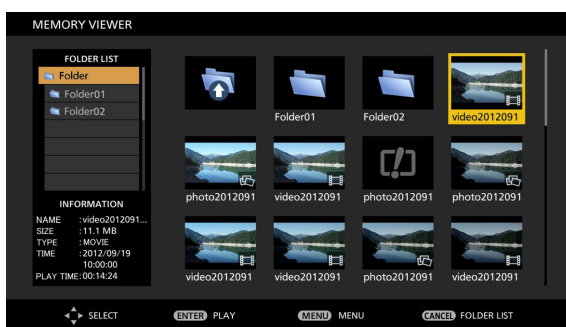 MEMORY VIEWER
FOLDER LIST
Folder
Folder01
Folder02
INFORMATION
NAME :video2012091...
SIZE :11.1 MB
TYPE :MOVIE
TIME :2012/09/19
10:00:00
PLAY TIME:00:14:24
Folder01 Folder02 video2012091
photo2012091 video2012091 photo2012091 photo2012091
video2012091 video2012091 photo2012091 video2012091
SELECT ENTER PLAY MENU MENU CANCEL FOLDER LIST